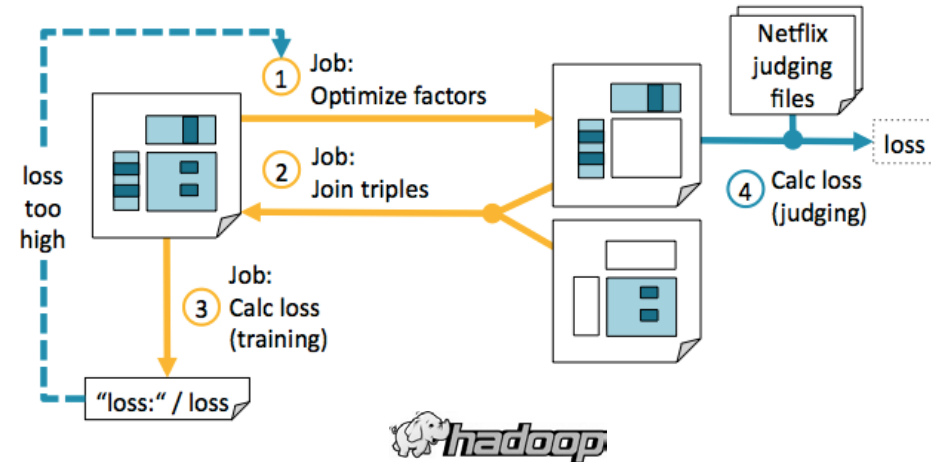 1
Job:
Optimize factors
Netflix
judging
files
loss
2
Job:
Join triples
4
Calc loss
(judging)
loss
too
high
3
Job:
Calc loss
(training)
“loss:“ / loss
hadoop